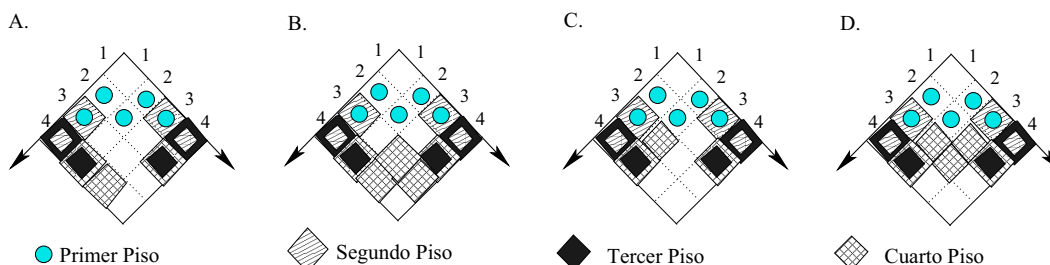 A.
1 1
2 2
3 3
4 4
B.
1 1
2 2
3 3
4 4
C.
1 1
2 2
3 3
4 4
D.
1 1
2 2
3 3
4 4
Primer Piso
Segundo Piso
Tercer Piso
Cuarto Piso